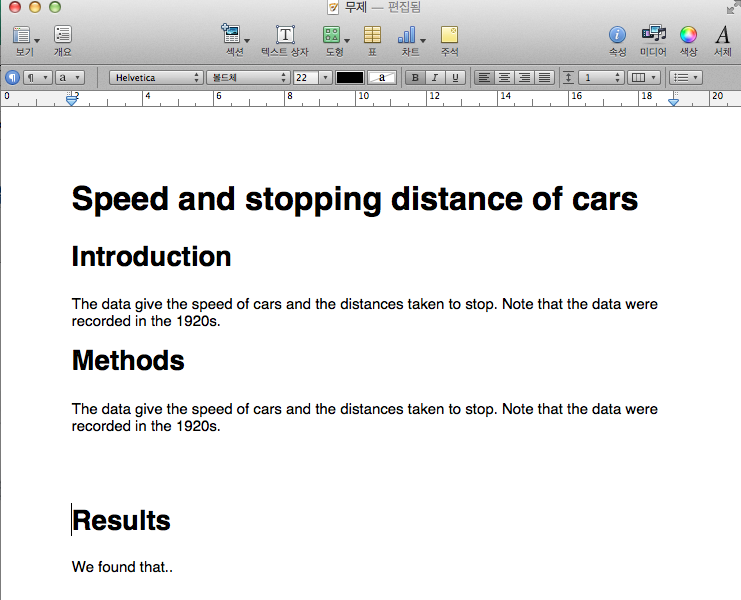 무제 — 편집됨
보기 개요 섹션 텍스트 상자 도형 표 차트 주석 속성 미디어 색상 서체
¶ ¶ a Helvetica 볼드체 22 a B I U 1
0 2 4 6 8 10 12 14 16 18 20
Speed and stopping distance of cars
Introduction
The data give the speed of cars and the distances taken to stop. Note that the data were
recorded in the 1920s.
Methods
The data give the speed of cars and the distances taken to stop. Note that the data were
recorded in the 1920s.
Results
We found that..